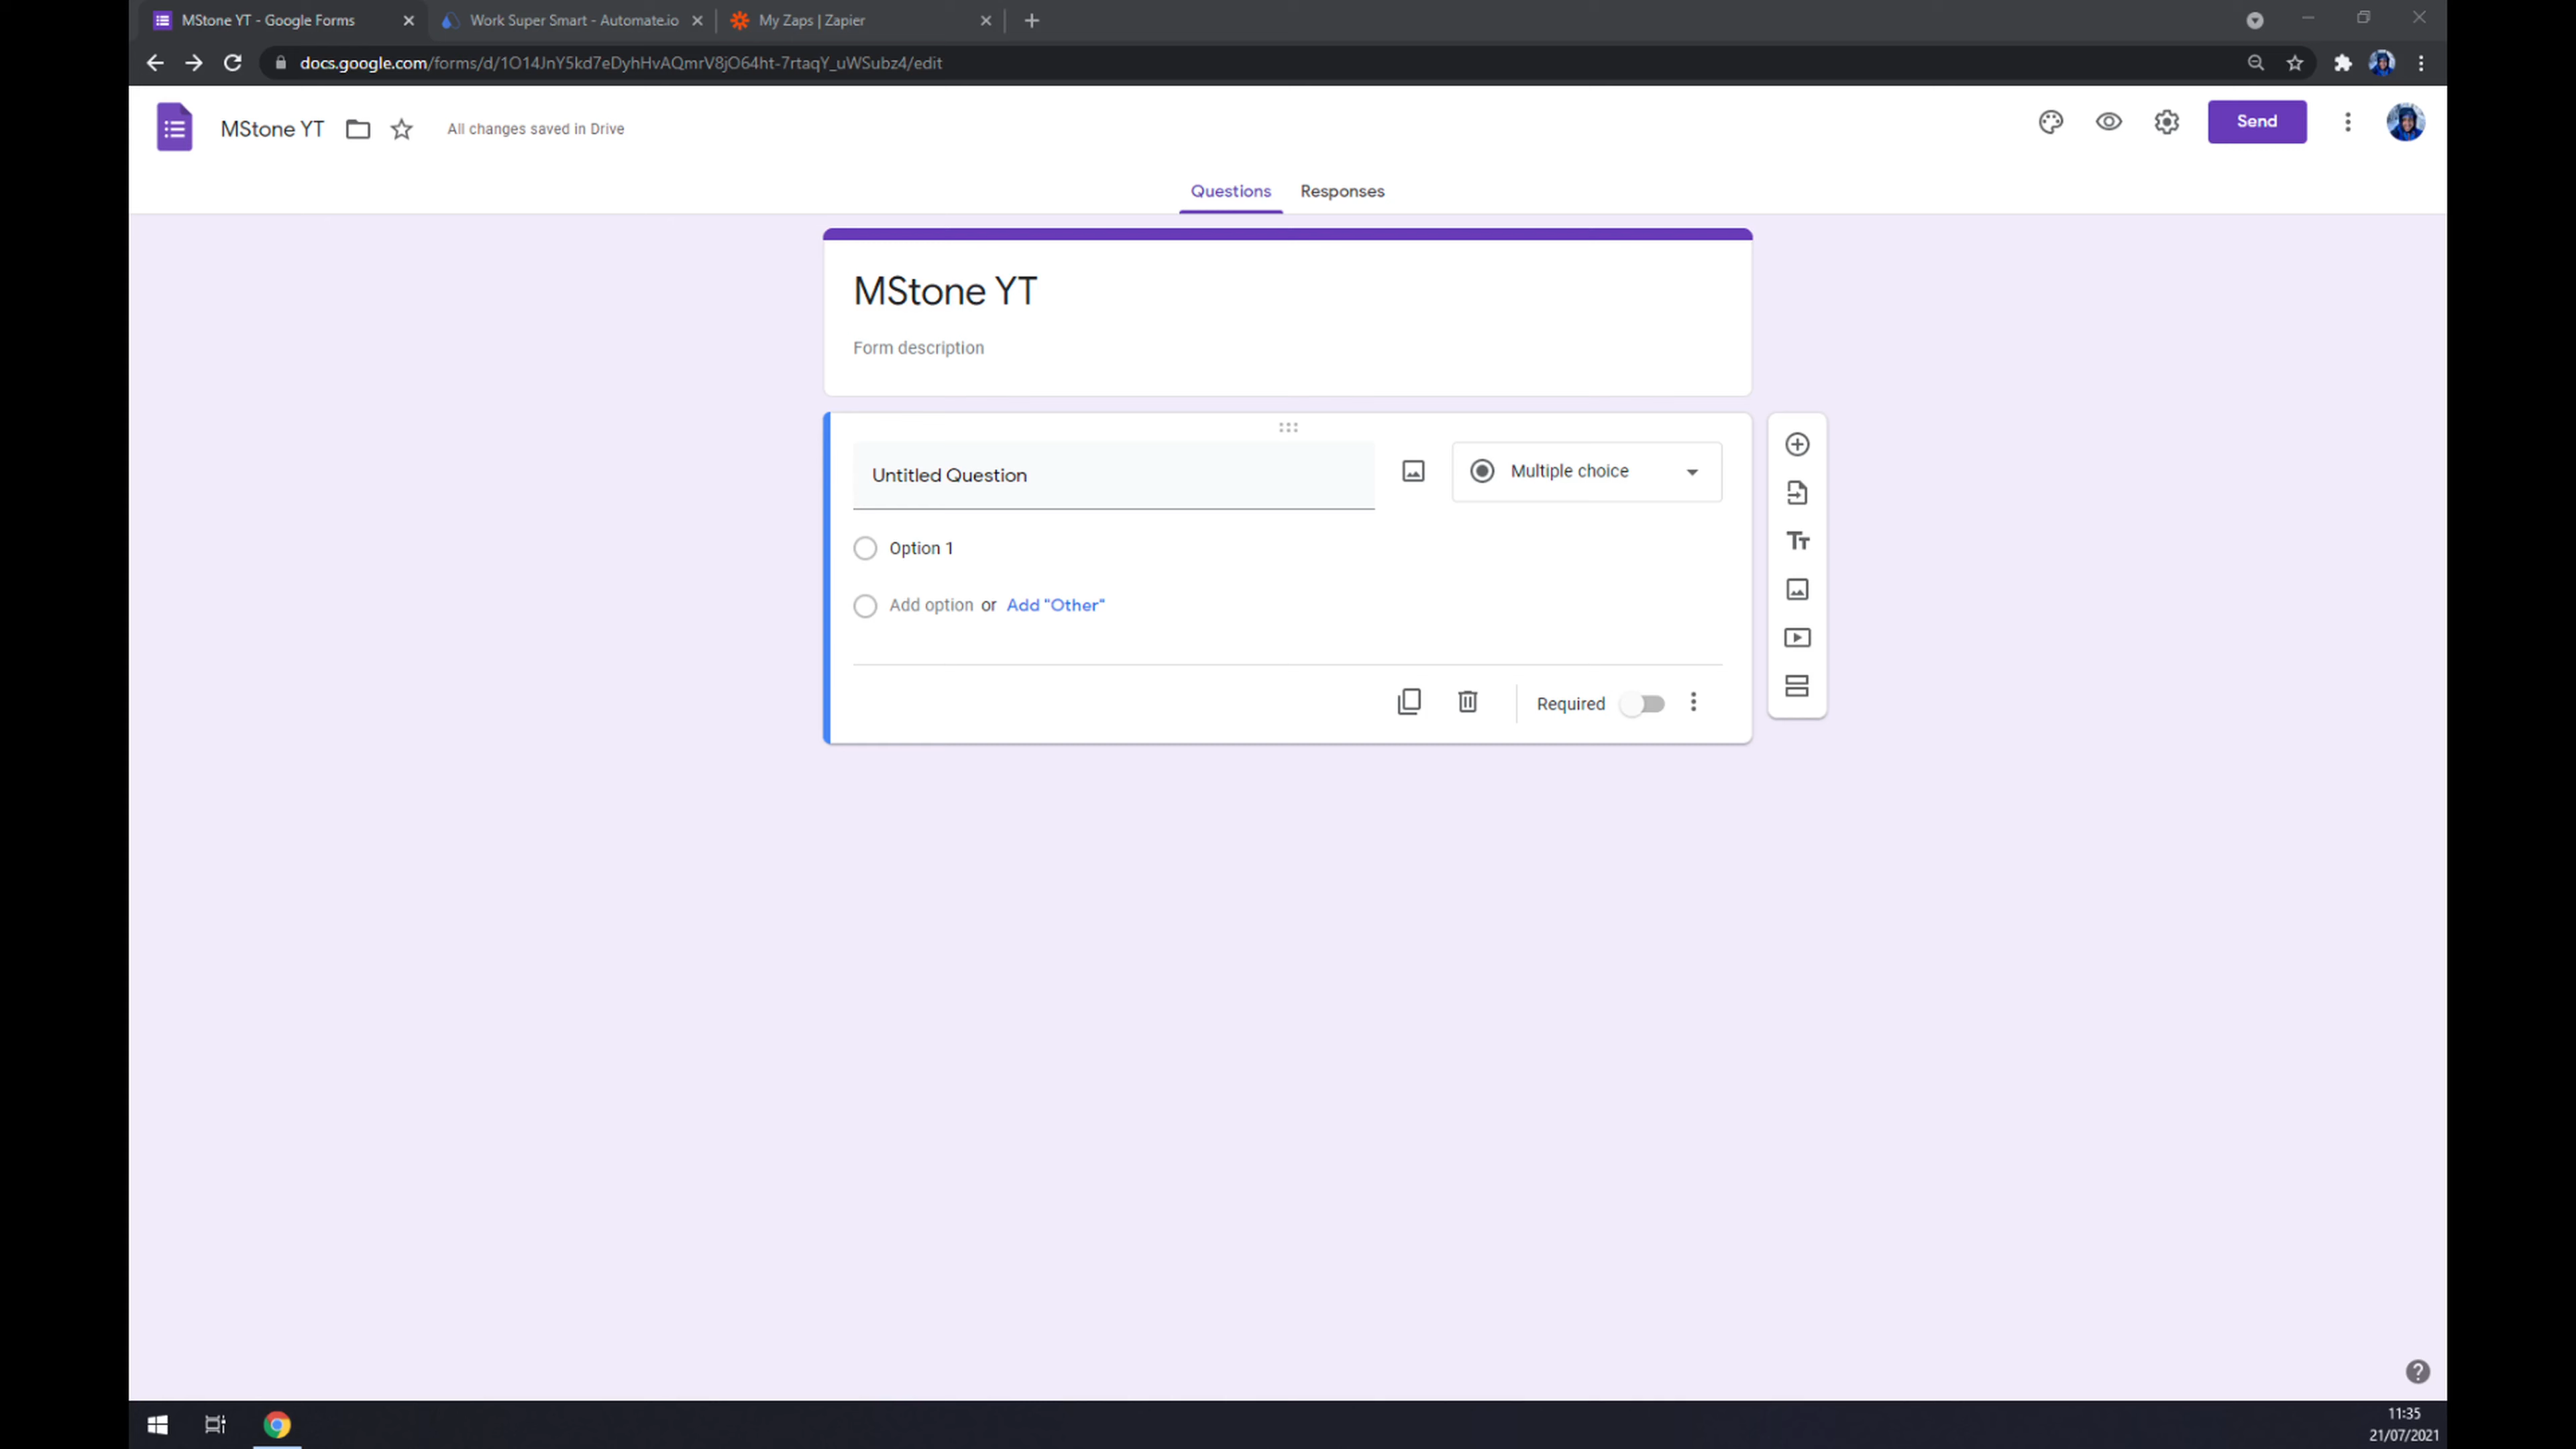 MStone YT - Google Forms
Work Super Smart - Automate.io
My Zaps | Zapier
docs.google.com/forms/d/1O14JnY5kd7eDyhHvAQmrV8jO64ht-7rtaqY_uWSubz4/edit
MStone YT
All changes saved in Drive
Send
Questions
Responses
MStone YT
Form description
Untitled Question
Multiple choice
Option 1
Add option or Add "Other"
Required
11:35
21/07/2021